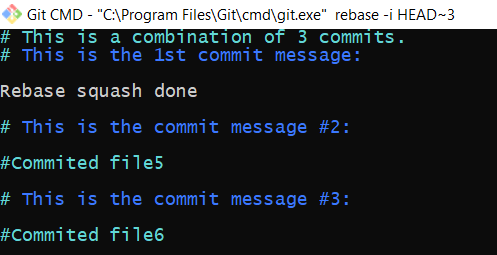 Git CMD - "C:\Program Files\Git\cmd\git.exe"  rebase -i HEAD~3
# This is a combination of 3 commits.
# This is the 1st commit message:
Rebase squash done
# This is the commit message #2:
#Commited file5
# This is the commit message #3:
#Commited file6